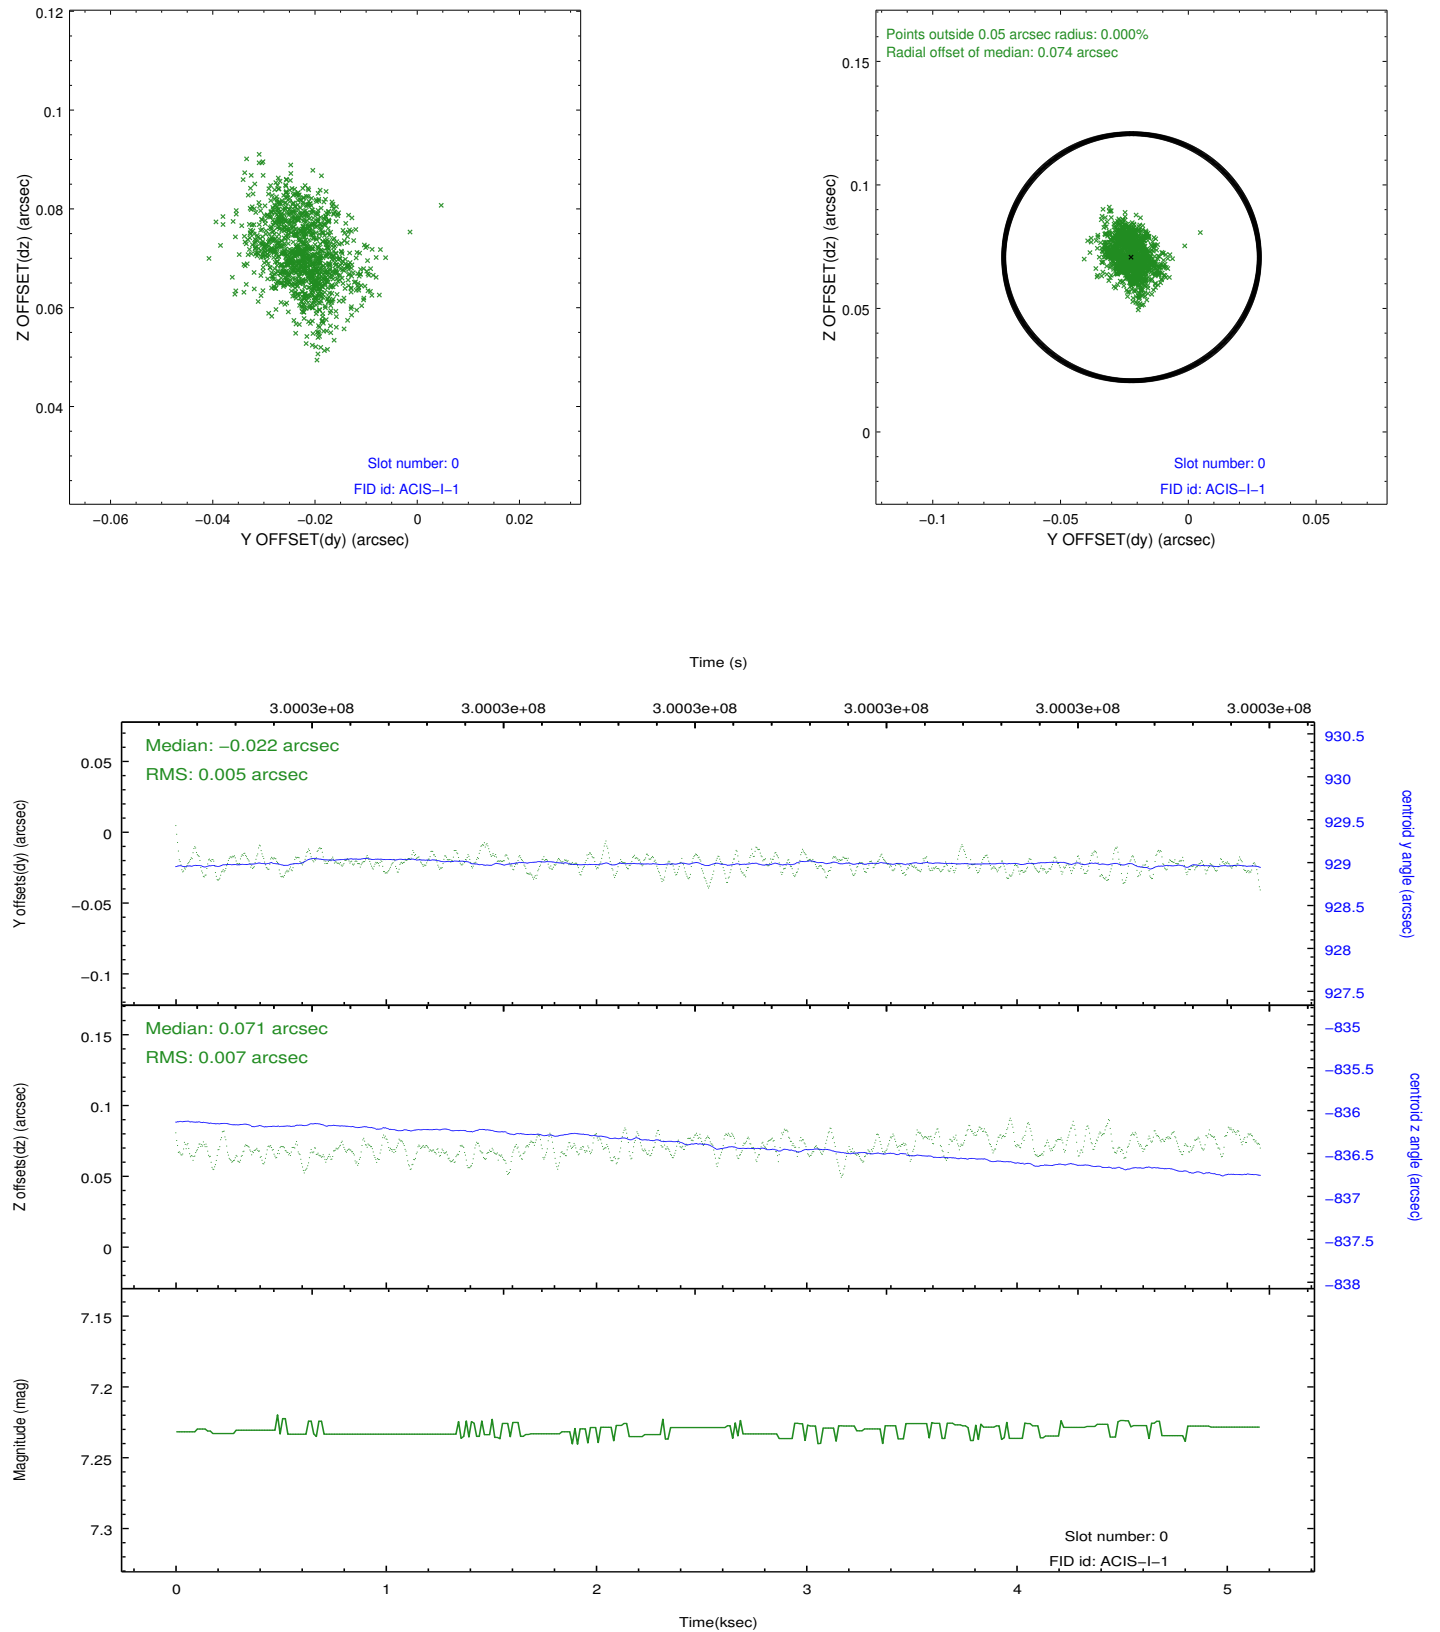 0.12
0.1
0.08
0.06
0.04
Z OFFSET(dz) (arcsec)
Slot number: 0
FID id: ACIS−I−1
−0.06 −0.04 −0.02 0 0.02
Y OFFSET(dy) (arcsec)
Points outside 0.05 arcsec radius: 0.000%
Radial offset of median: 0.074 arcsec
0.15
0.1
0.05
0
Z OFFSET(dz) (arcsec)
Slot number: 0
FID id: ACIS−I−1
−0.1 −0.05 0 0.05
Y OFFSET(dy) (arcsec)
Time (s)
3.0003e+08 3.0003e+08 3.0003e+08 3.0003e+08 3.0003e+08 3.0003e+08
Median: −0.022 arcsec
RMS: 0.005 arcsec
0.05
0
−0.05
−0.1
Y offsets(dy) (arcsec)
930.5
930
929.5
929
928.5
928
927.5
centroid y angle (arcsec)
Median: 0.071 arcsec
RMS: 0.007 arcsec
0.15
0.1
0.05
0
Z offsets(dz) (arcsec)
−835
−835.5
−836
−836.5
−837
−837.5
−838
centroid z angle (arcsec)
7.15
7.2
7.25
7.3
Magnitude (mag)
Slot number: 0
FID id: ACIS−I−1
0 1 2 3 4 5
Time(ksec)